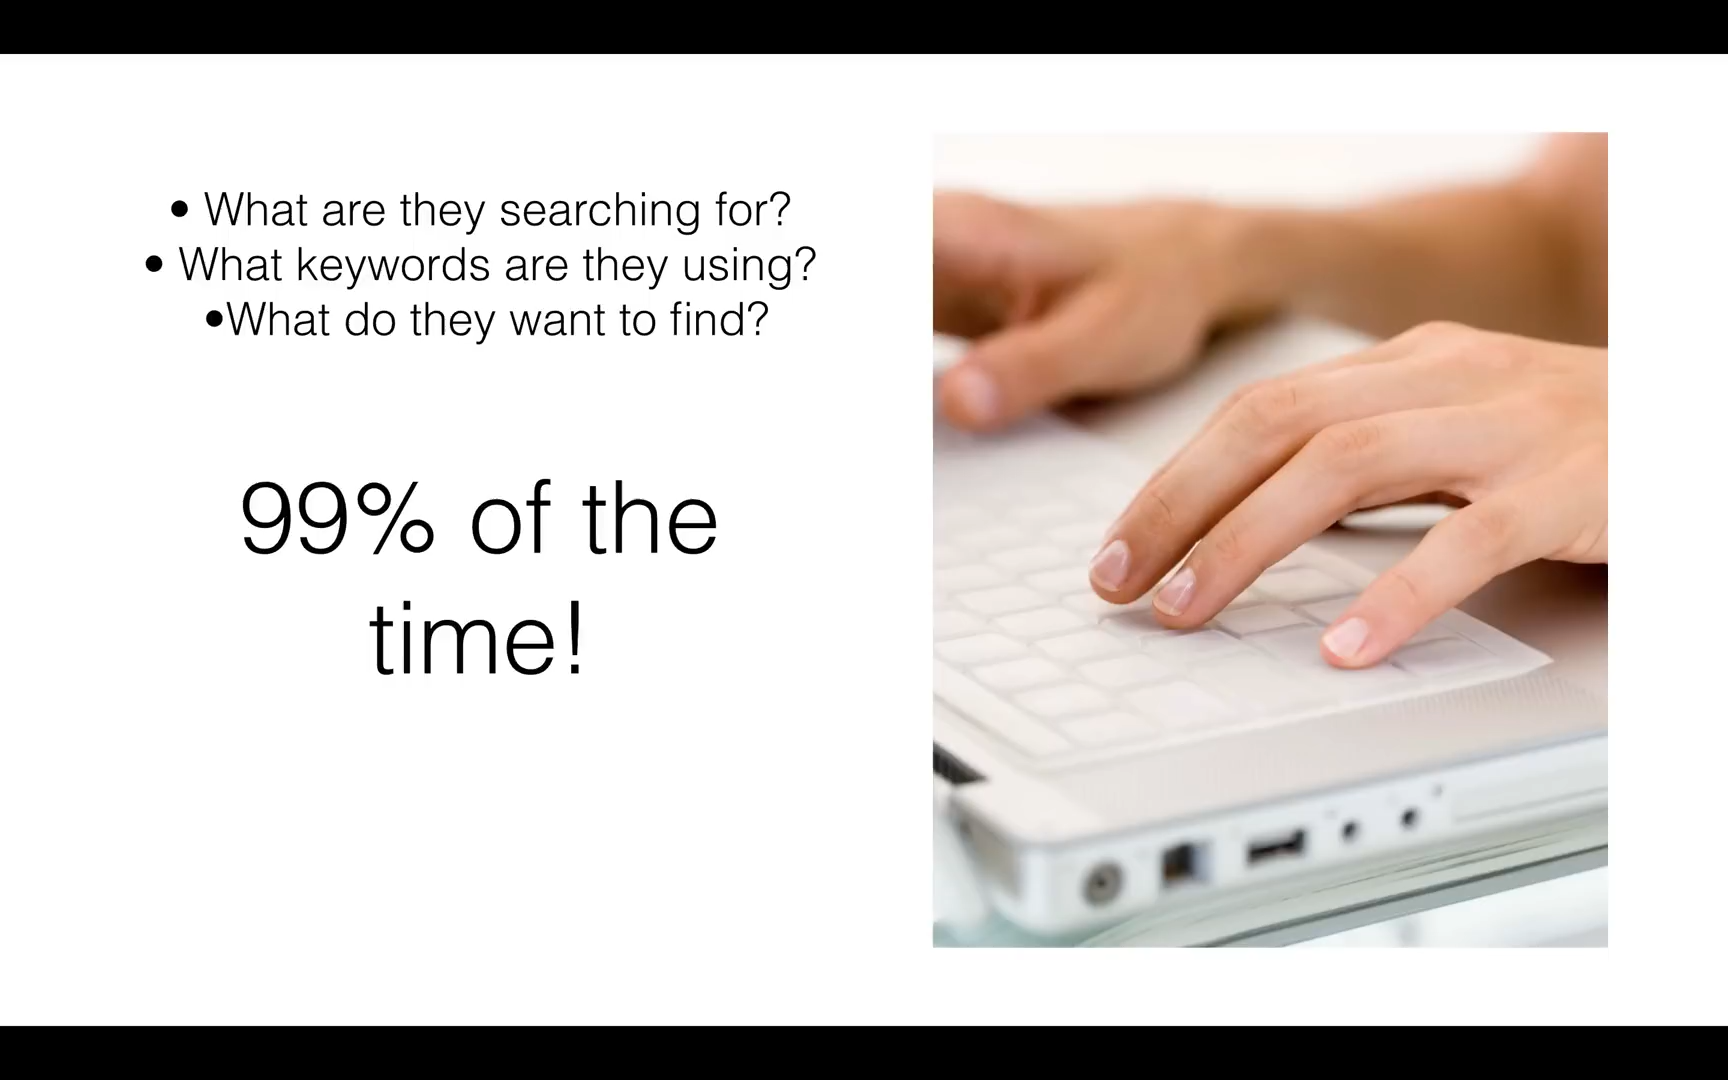 • What are they searching for?
• What keywords are they using?
•What do they want to find?
99% of the
time!